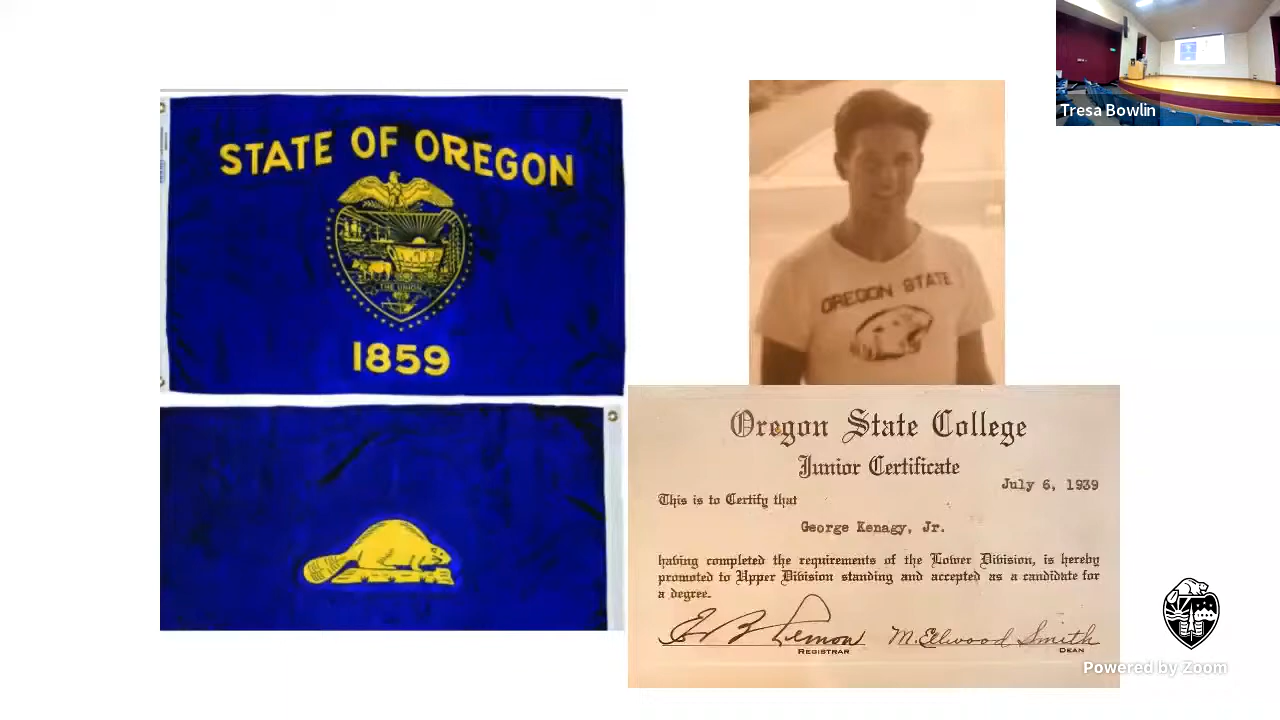 STATE OF OREGON
THE UNION
1859
OREGON STATE
Oregon State College
Junior Certificate
July 6, 1939
This is to Certify that
George Kenagy, Jr.
having completed the requirements of the Lower Division, is hereby
promoted to Upper Division standing and accepted as a candidate for
a degree.
E B Lemon
M. Ellwood Smith
REGISTRAR
DEAN
Tresa Bowlin
Powered by Zoom